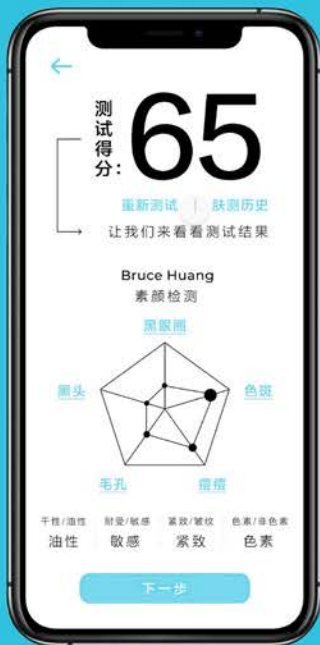 测试得分:
65
重新测试 | 肤测历史
让我们来看看测试结果
Bruce Huang
素颜检测
黑眼圈
黑头
色斑
毛孔
痘痘
干性/油性 耐受/敏感 紧致/皱纹 色素/非色素
油性 敏感 紧致 色素
下一步